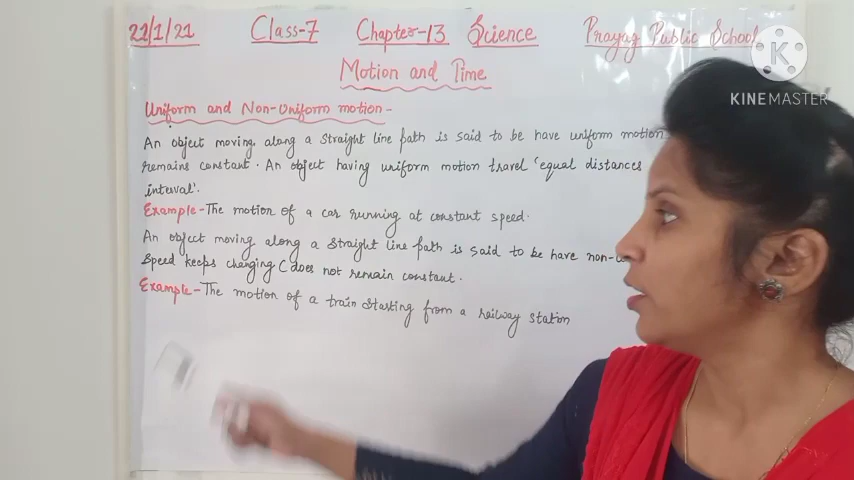 22/1/21 Class-7 Chapter-13 Science Prayag Public School
KINEMASTER
Motion and Time
Uniform and Non-Uniform motion-
An object moving along a straight line path is said to be have uniform motion
remains constant. An object having uniform motion travel 'equal distances
interval'.
Example- The motion of a car running at constant speed.
An object moving along a straight line path is said to be have non-u
speed keeps changing (does not remain constant.
Example- The motion of a train starting from a railway station